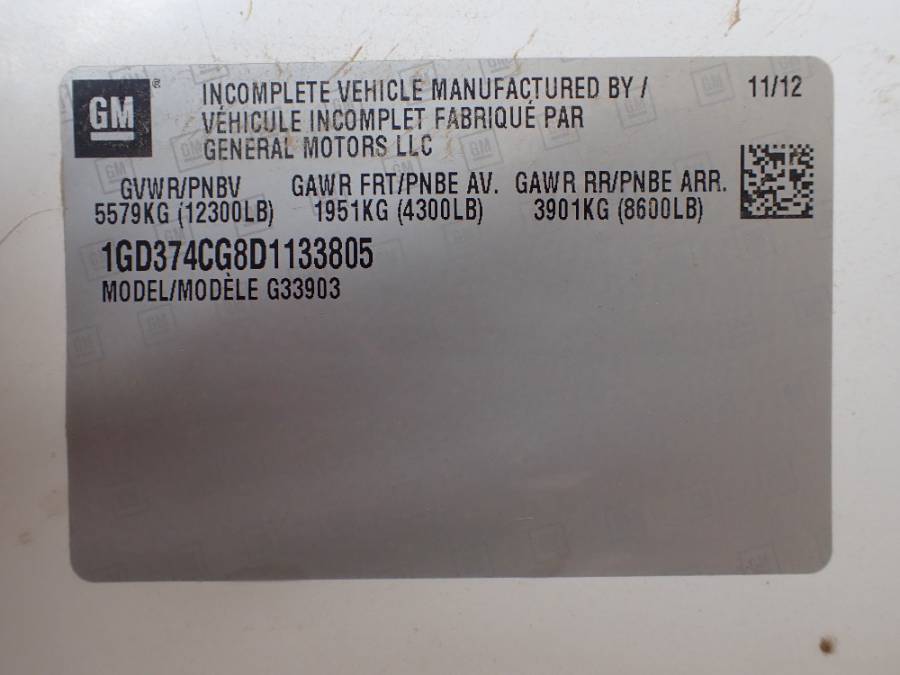 GM ® INCOMPLETE VEHICLE MANUFACTURED BY / 11/12
VÉHICULE INCOMPLET FABRIQUÉ PAR
GENERAL MOTORS LLC
GVWR/PNBV GAWR FRT/PNBE AV. GAWR RR/PNBE ARR.
5579KG (12300LB) 1951KG (4300LB) 3901KG (8600LB)
1GD374CG8D1133805
MODEL/MODÈLE G33903